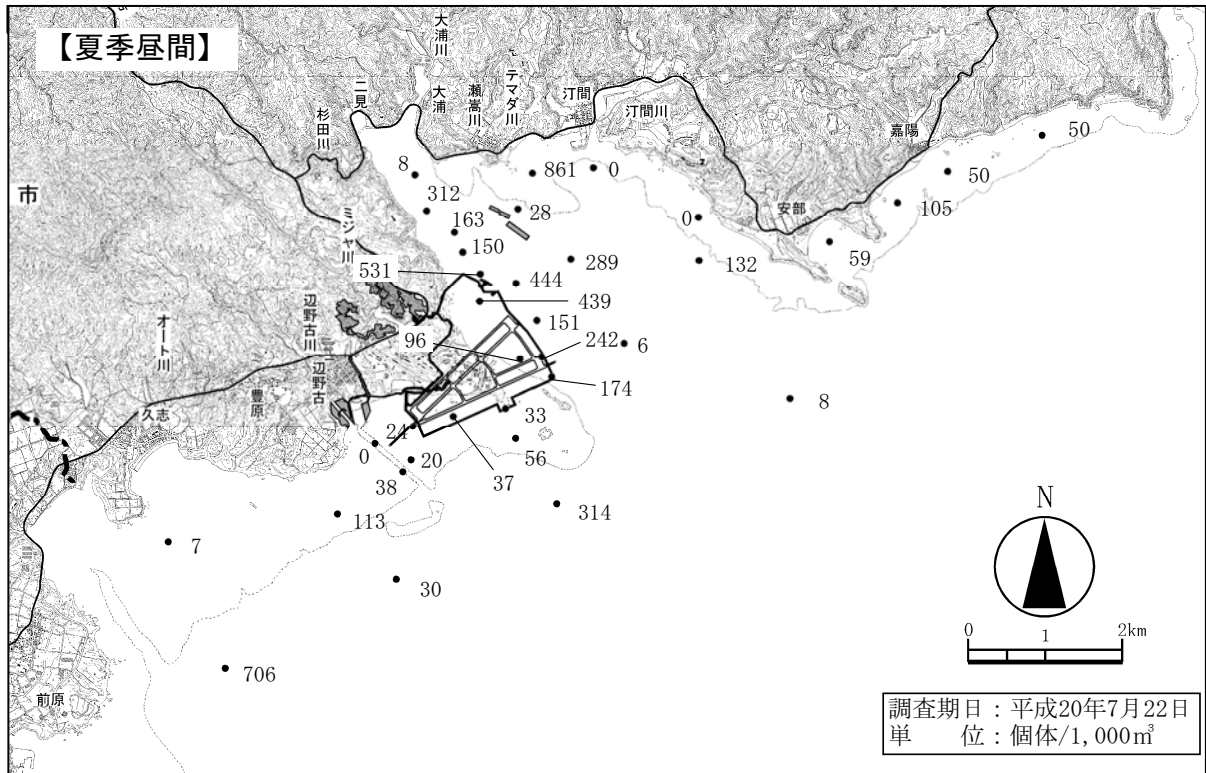 【夏季昼間】
大浦川
大浦
瀬嵩川
テマダ川
汀間
汀間川
二見
杉田川
嘉陽
安部
市
ミジャ川
辺野古川
辺野古
オート川
豊原
久志
前原
50
50
105
59
0
132
861
0
8
312
28
163
150
289
531
444
439
151
96
242
6
174
8
33
24
56
0
20
38
37
314
113
7
30
706
N
0 1 2km
調査期日：平成20年7月22日
単　　位：個体/1,000㎥